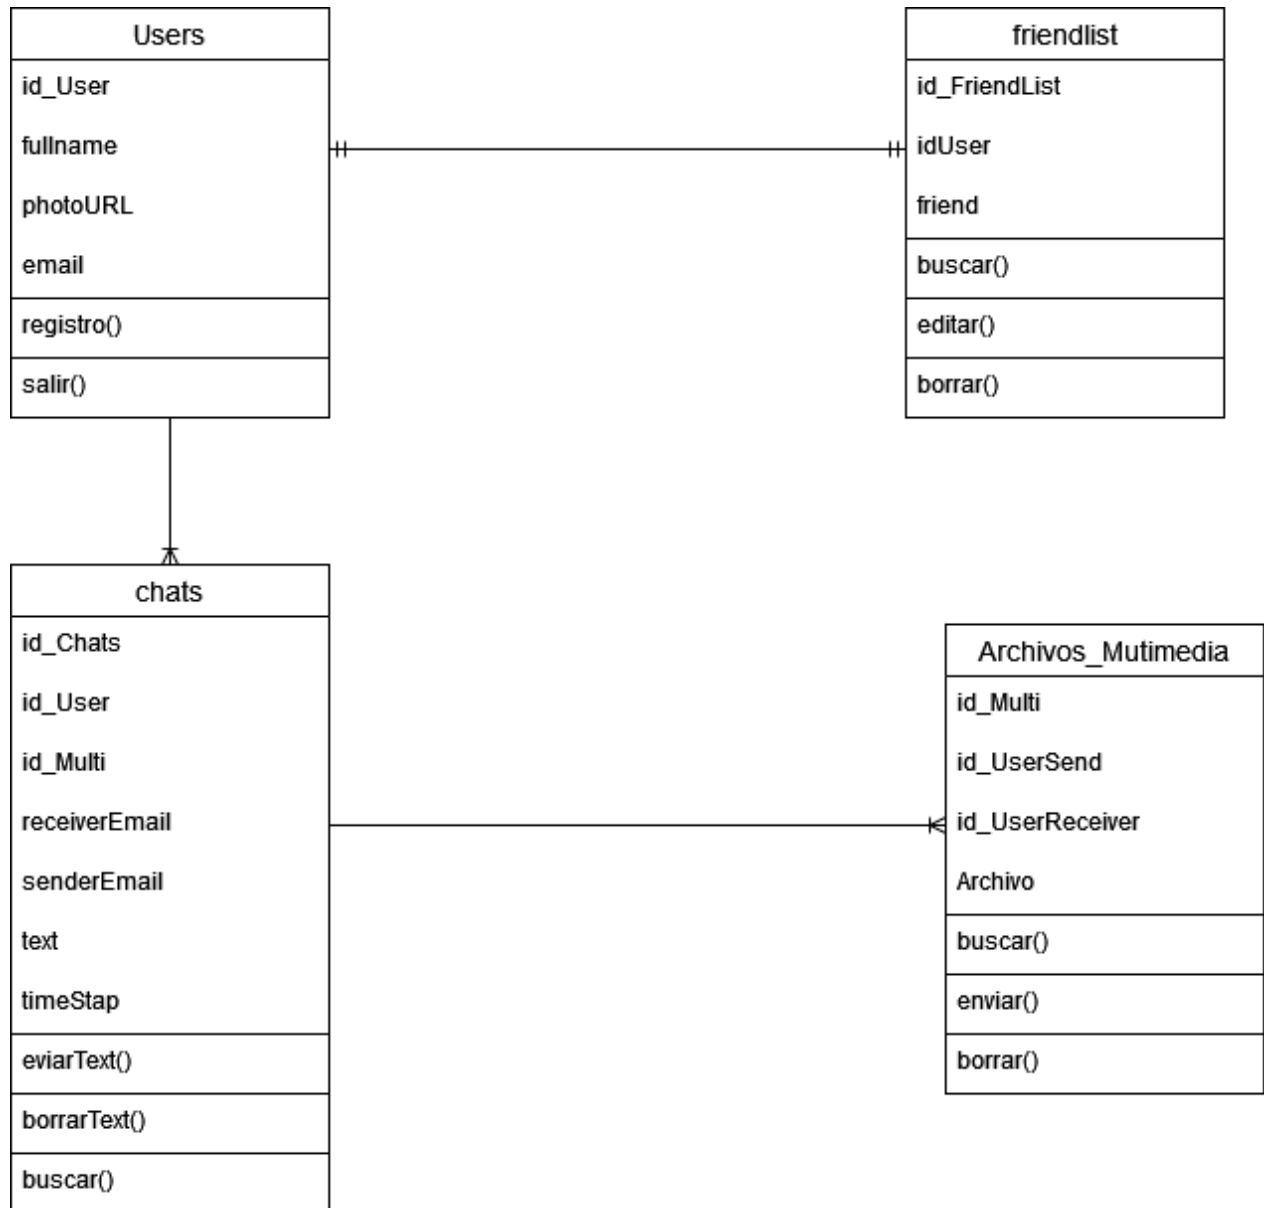 Users
id_User
fullname
photoURL
email
registro()
salir()
friendlist
id_FriendList
idUser
friend
buscar()
editar()
borrar()
chats
id_Chats
id_User
id_Multi
receiverEmail
senderEmail
text
timeStap
eviarText()
borrarText()
buscar()
Archivos_Mutimedia
id_Multi
id_UserSend
id_UserReceiver
Archivo
buscar()
enviar()
borrar()